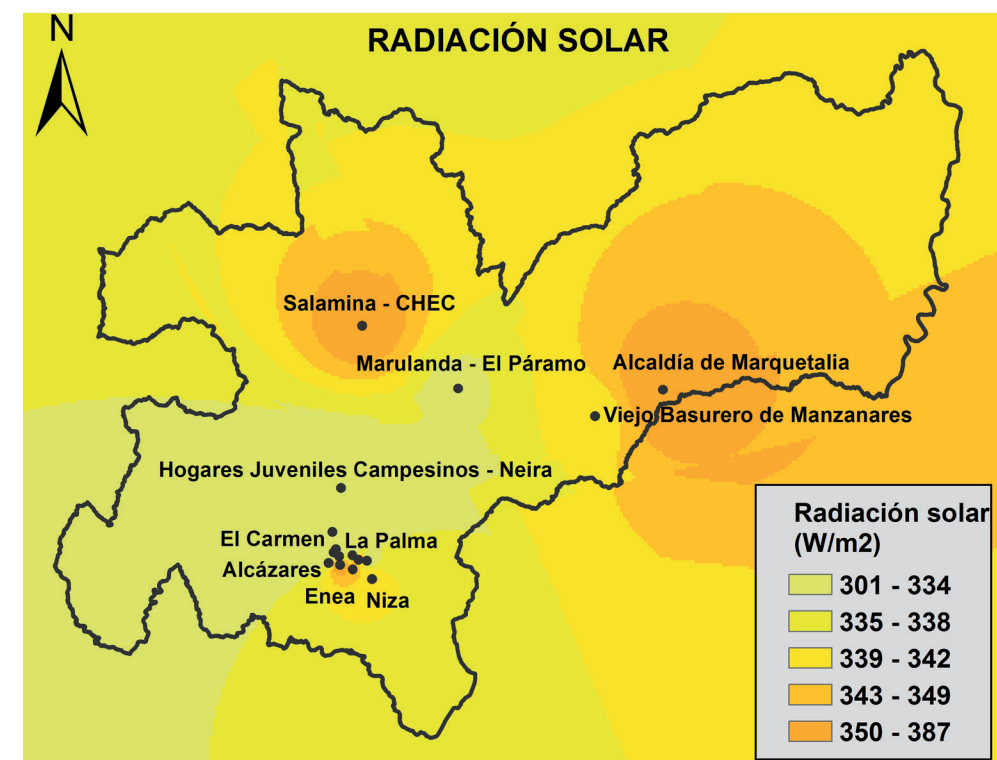 N
RADIACIÓN SOLAR
Salamina - CHEC
Marulanda - El Páramo
Alcaldía de Marquetalia
Viejo Basurero de Manzanares
Hogares Juveniles Campesinos - Neira
El Carmen
La Palma
Alcázares
Enea
Niza
Radiación solar
(W/m2)
301 - 334
335 - 338
339 - 342
343 - 349
350 - 387